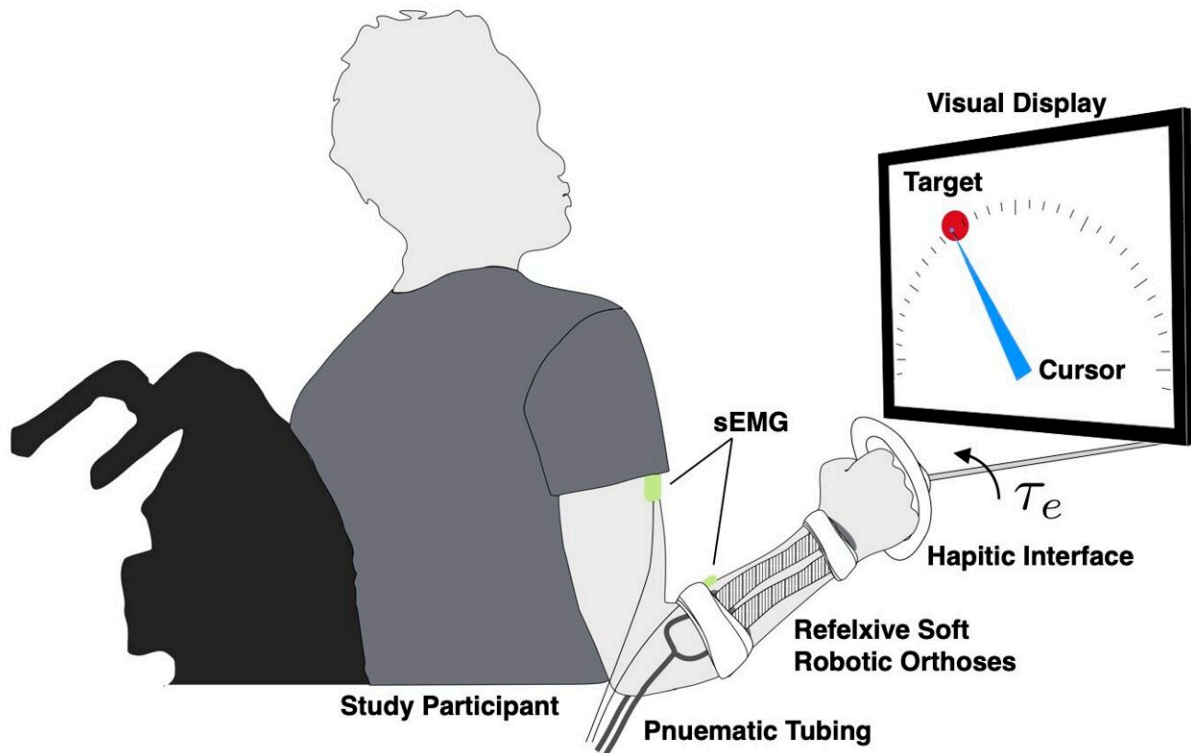 Visual Display
Target
Cursor
sEMG
τe
Hapitic Interface
Refelxive Soft
Robotic Orthoses
Study Participant
Pnuematic Tubing